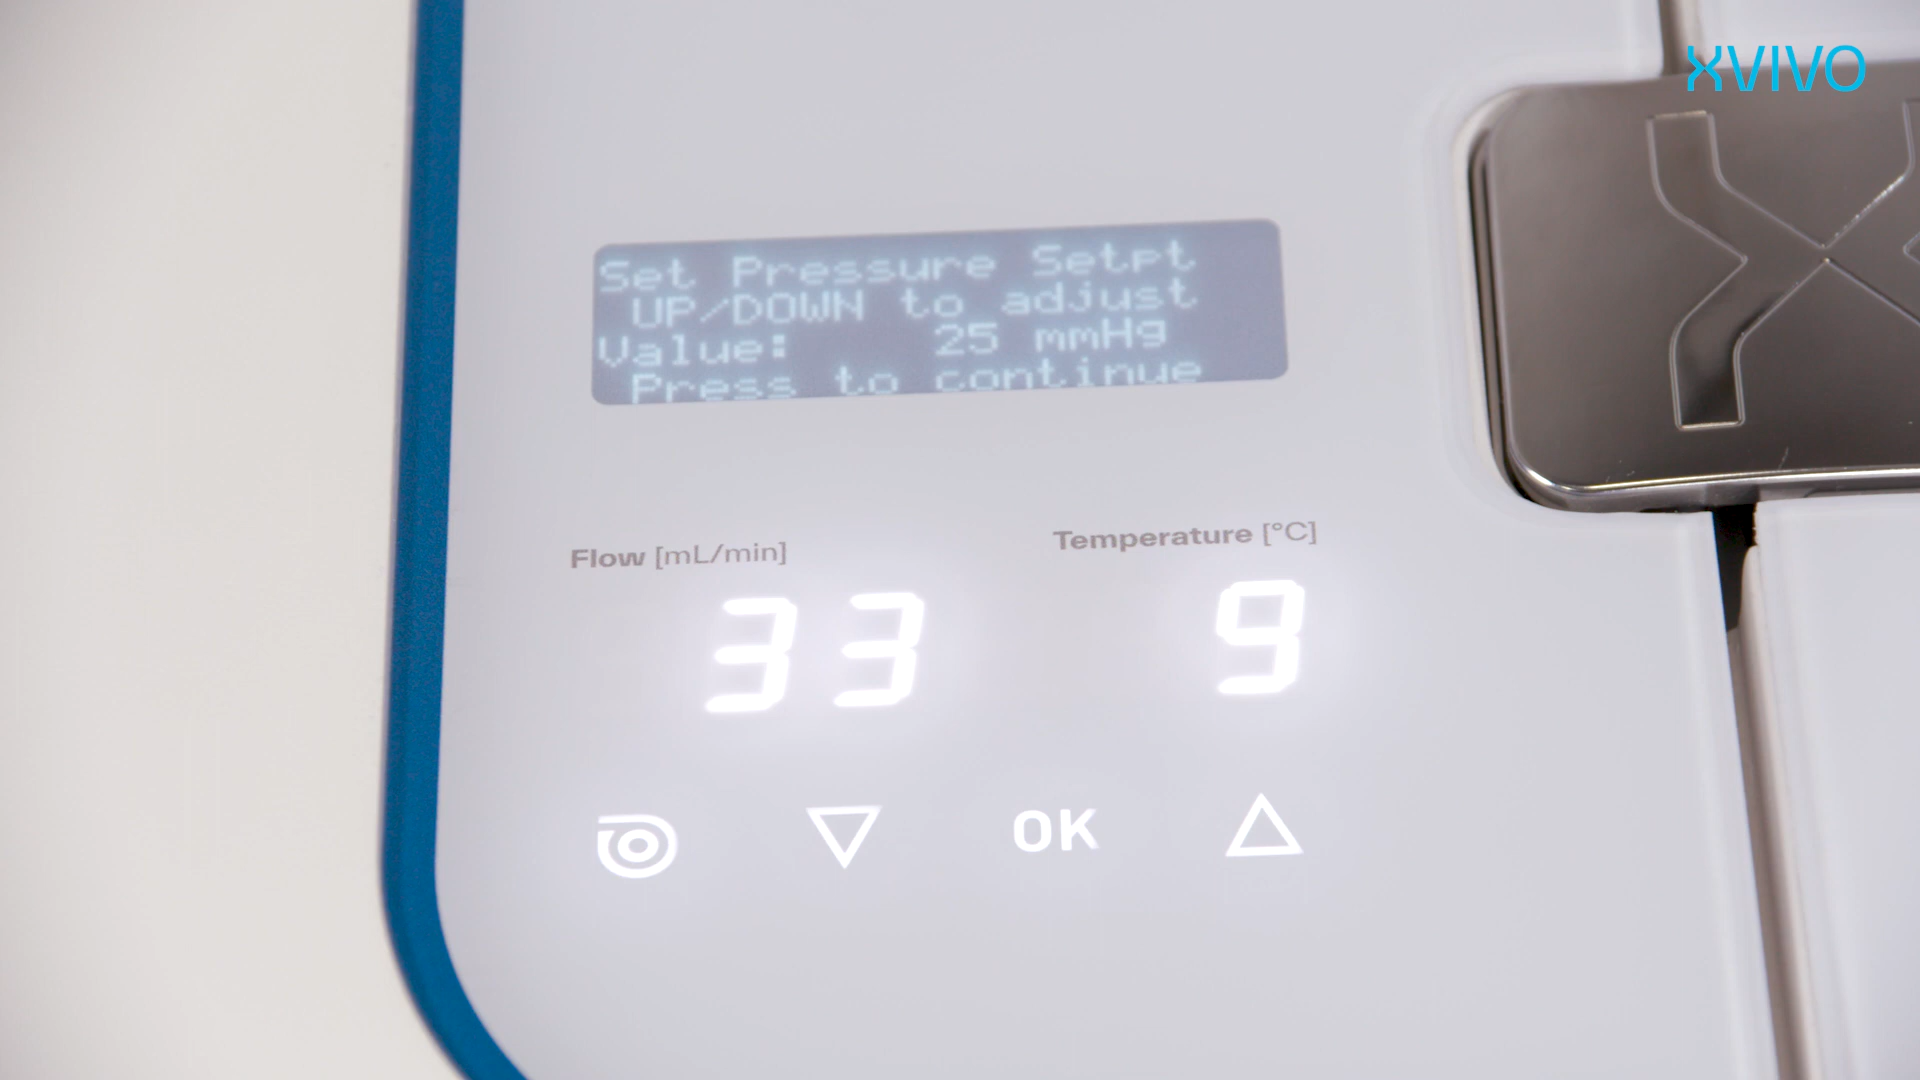 XVIVO
Set Pressure Setpt
UP/DOWN to adjust
Value: 25 mmHg
Press to continue
Flow [mL/min]
Temperature [°C]
33
9
OK